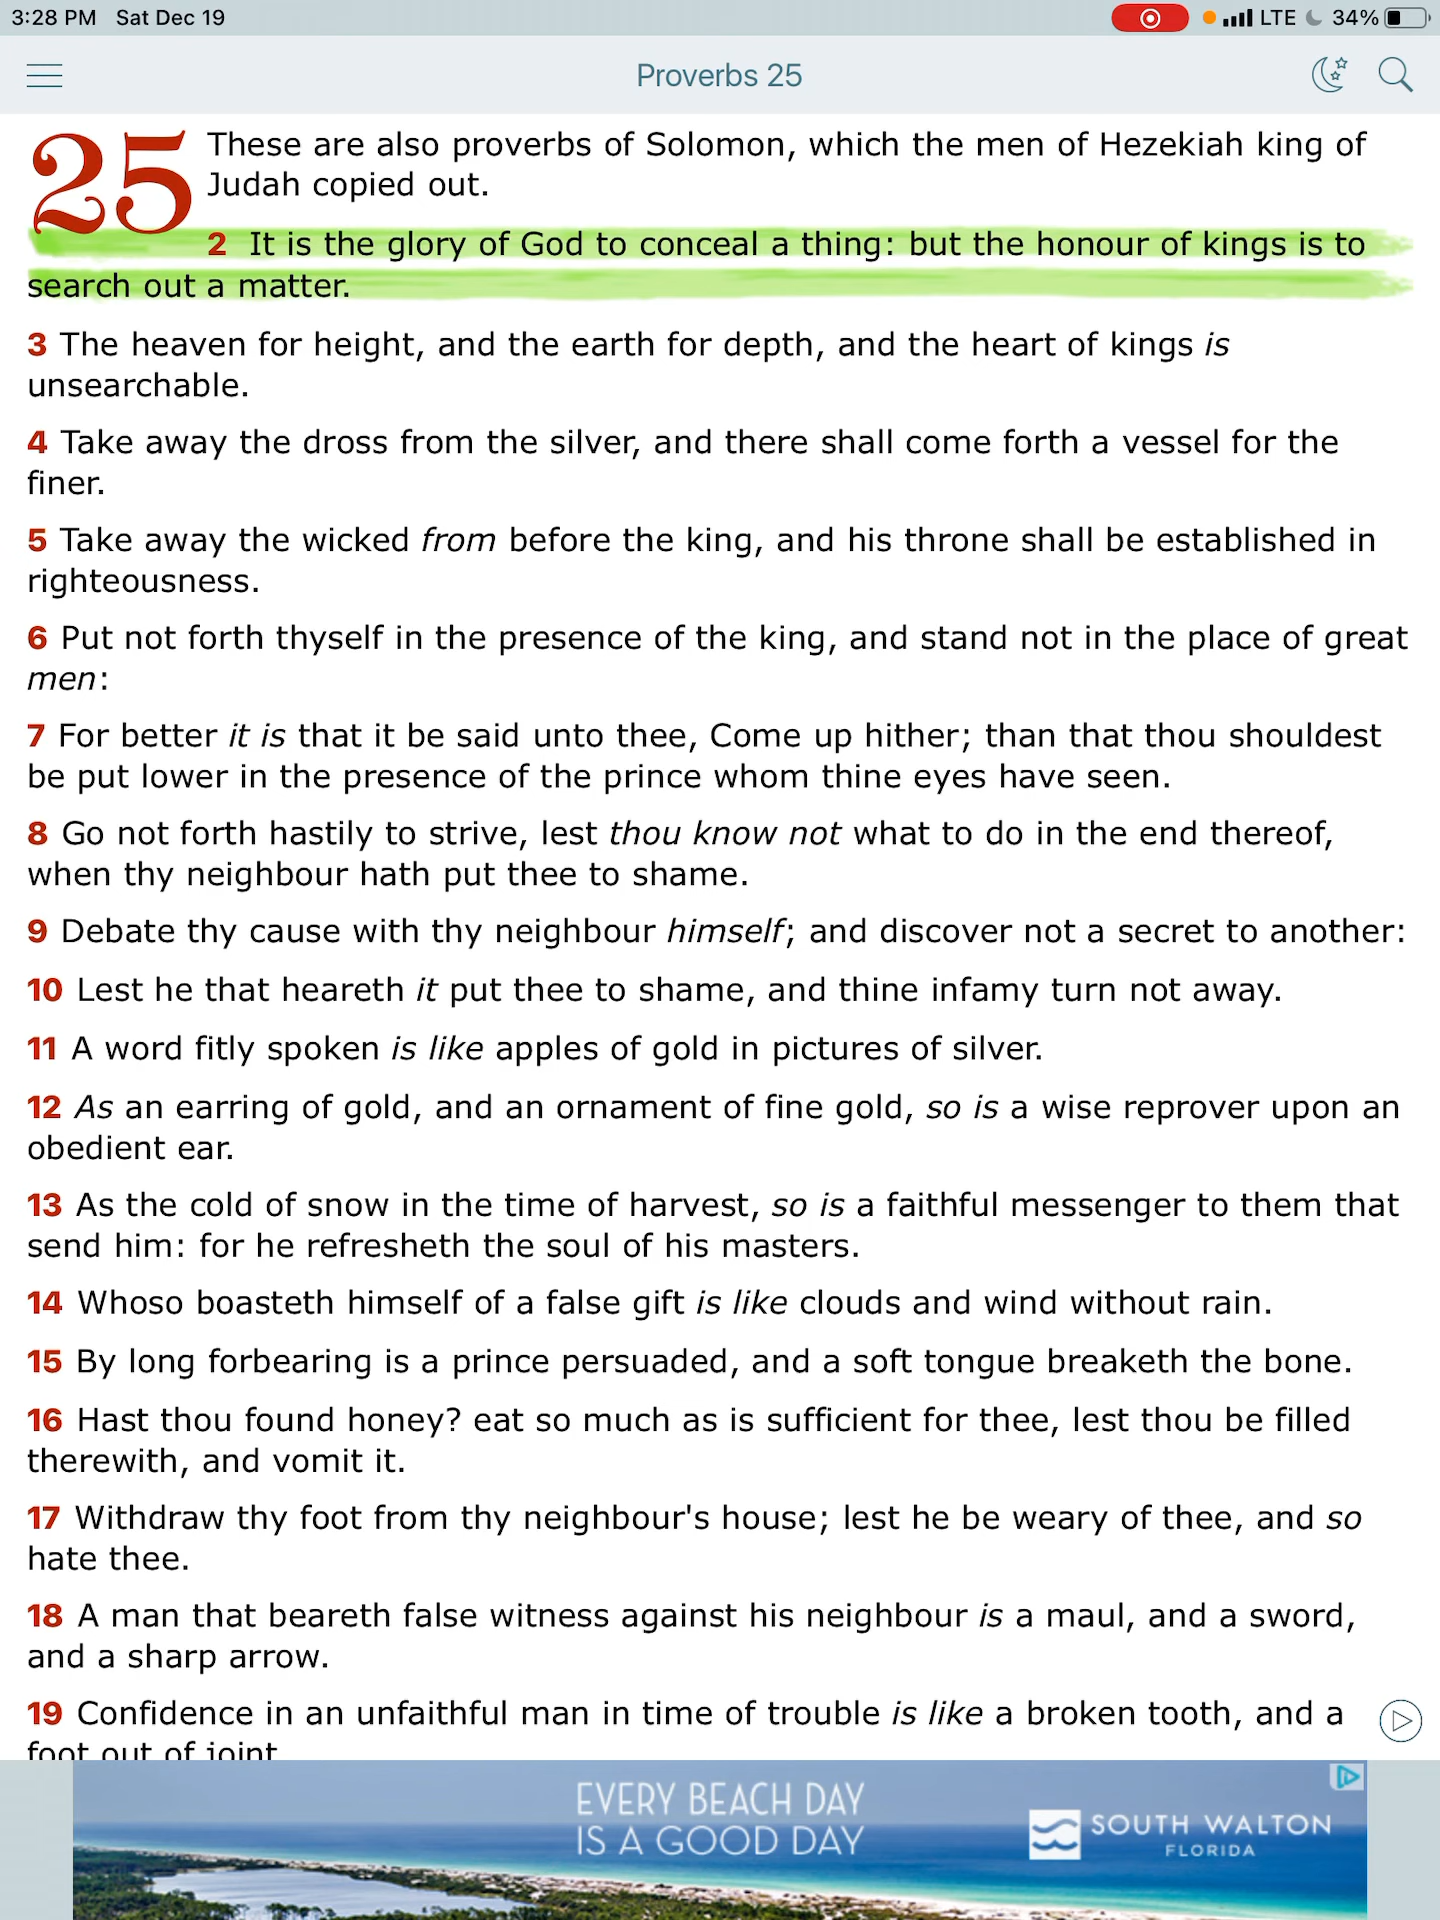 3:28 PM Sat Dec 19
LTE 34%
Proverbs 25
25 These are also proverbs of Solomon, which the men of Hezekiah king of
Judah copied out.
2 It is the glory of God to conceal a thing: but the honour of kings is to
search out a matter.
3 The heaven for height, and the earth for depth, and the heart of kings is
unsearchable.
4 Take away the dross from the silver, and there shall come forth a vessel for the
finer.
5 Take away the wicked from before the king, and his throne shall be established in
righteousness.
6 Put not forth thyself in the presence of the king, and stand not in the place of great
men:
7 For better it is that it be said unto thee, Come up hither; than that thou shouldest
be put lower in the presence of the prince whom thine eyes have seen.
8 Go not forth hastily to strive, lest thou know not what to do in the end thereof,
when thy neighbour hath put thee to shame.
9 Debate thy cause with thy neighbour himself; and discover not a secret to another:
10 Lest he that heareth it put thee to shame, and thine infamy turn not away.
11 A word fitly spoken is like apples of gold in pictures of silver.
12 As an earring of gold, and an ornament of fine gold, so is a wise reprover upon an
obedient ear.
13 As the cold of snow in the time of harvest, so is a faithful messenger to them that
send him: for he refresheth the soul of his masters.
14 Whoso boasteth himself of a false gift is like clouds and wind without rain.
15 By long forbearing is a prince persuaded, and a soft tongue breaketh the bone.
16 Hast thou found honey? eat so much as is sufficient for thee, lest thou be filled
therewith, and vomit it.
17 Withdraw thy foot from thy neighbour's house; lest he be weary of thee, and so
hate thee.
18 A man that beareth false witness against his neighbour is a maul, and a sword,
and a sharp arrow.
19 Confidence in an unfaithful man in time of trouble is like a broken tooth, and a
foot out of joint
EVERY BEACH DAY
IS A GOOD DAY
SOUTH WALTON
FLORIDA